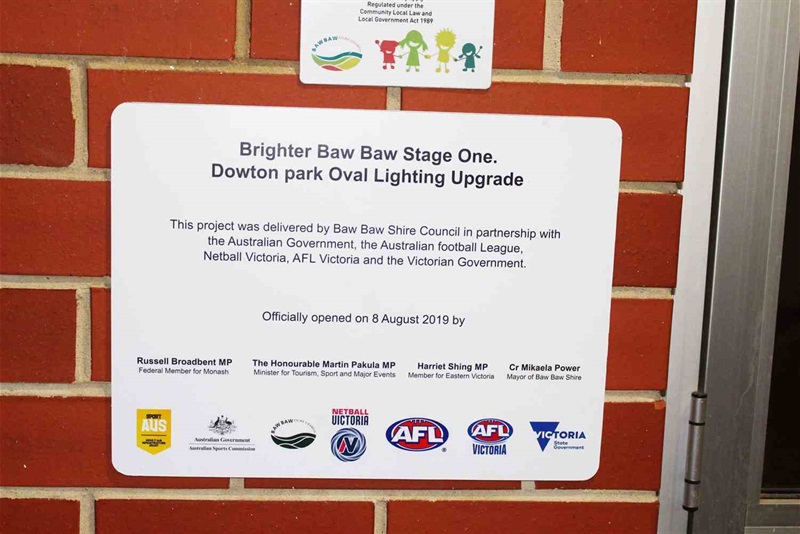 Regulated under the
Community Local Law and
Local Government Act 1989
BAW BAW
Brighter Baw Baw Stage One.
Dowton park Oval Lighting Upgrade
This project was delivered by Baw Baw Shire Council in partnership with
the Australian Government, the Australian football League,
Netball Victoria, AFL Victoria and the Victorian Government.
Officially opened on 8 August 2019 by
Russell Broadbent MP
Federal Member for Monash
The Honourable Martin Pakula MP
Minister for Tourism, Sport and Major Events
Harriet Shing MP
Member for Eastern Victoria
Cr Mikaela Power
Mayor of Baw Baw Shire
SPORT
AUS
Australian Government
Australian Sports Commission
BAW BAW
NETBALL
VICTORIA
N
AFL
®
AFL
VICTORIA
VICTORIA
State
Government